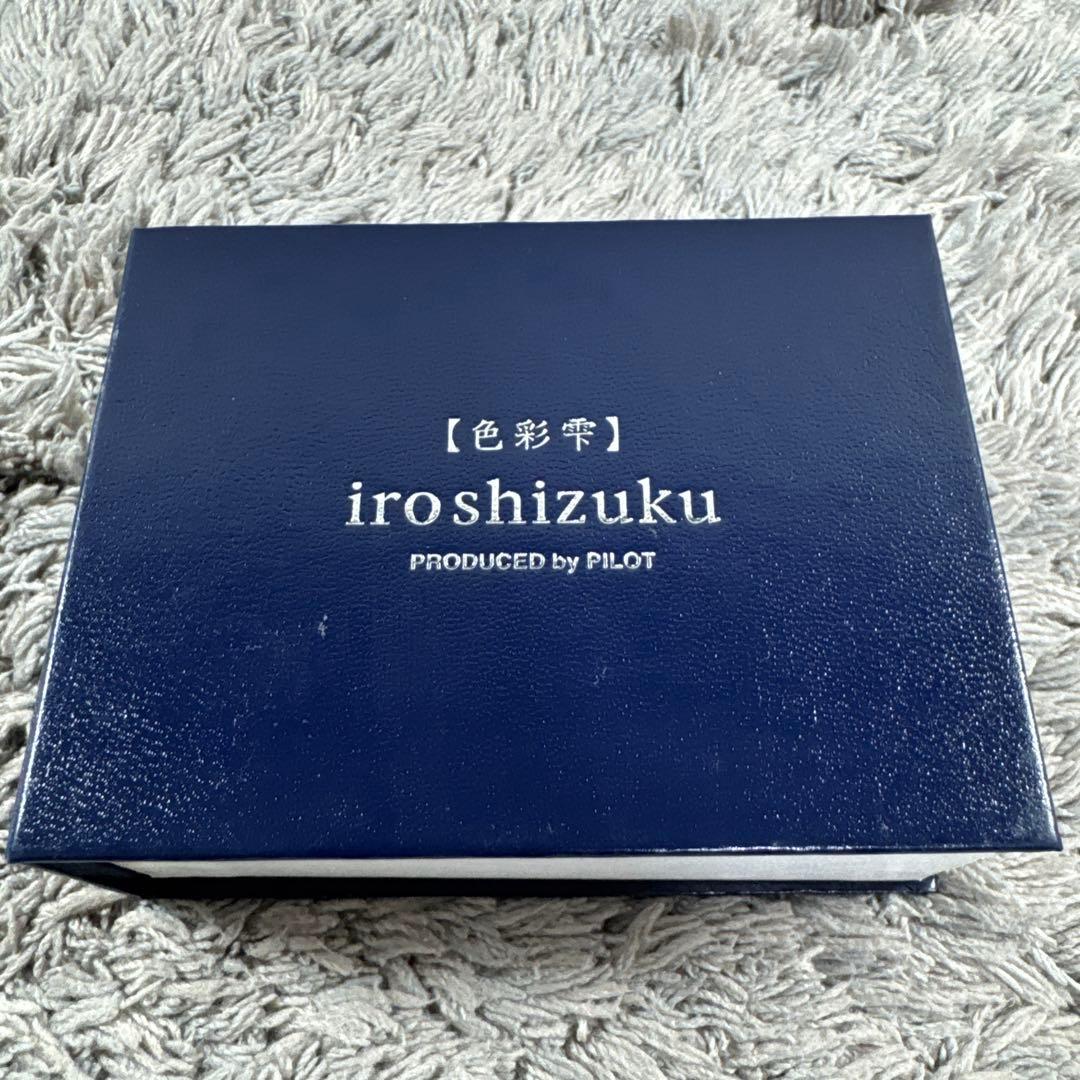 【色彩雫】
iroshizuku
PRODUCED by PILOT